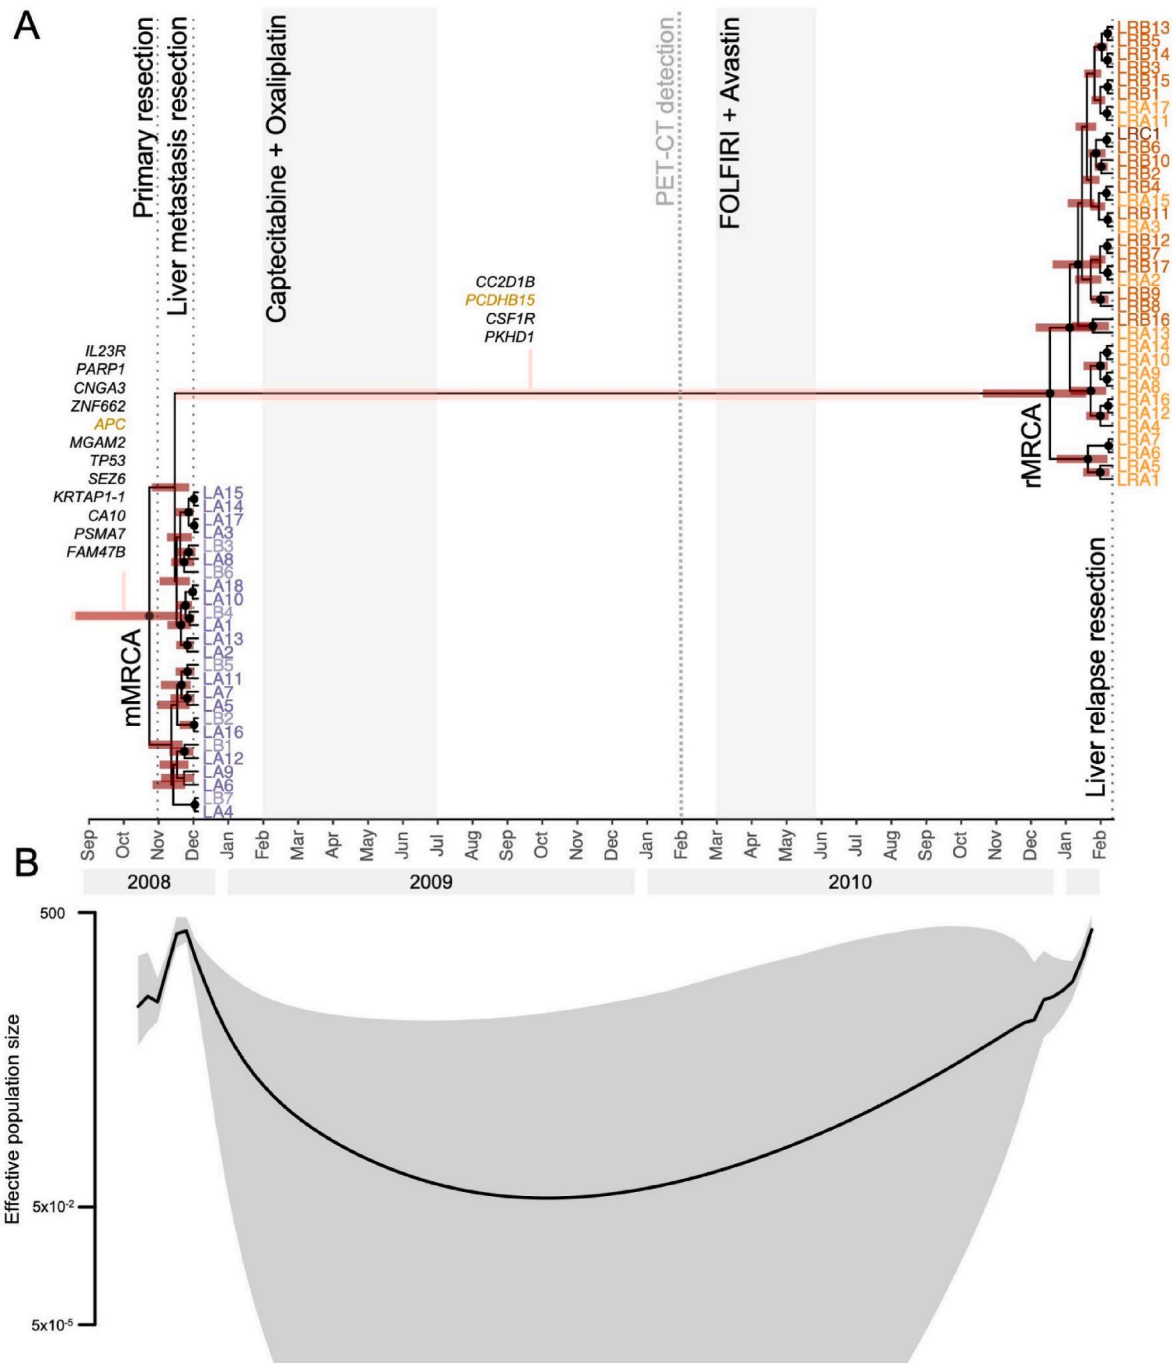 A
Primary resection
Liver metastasis resection
Captecitabine + Oxaliplatin
PET-CT detection
FOLFIRI + Avastin
LRB13
LRB5
LRB14
LRB3
LRB15
LRB1
LRA17
LRA11
LRC1
LRB6
LRB10
LRB2
LRB4
LRA15
LRB11
LRA3
LRB12
LRB7
LRB17
LRA2
LRB9
LRB8
LRB16
LRA13
LRA14
LRA10
LRA9
LRA8
LRA16
LRA12
LRA4
LRA7
LRA6
LRA5
LRA1
CC2D1B
PCDHB15
CSF1R
PKHD1
IL23R
PARP1
CNGA3
ZNF662
APC
MGAM2
TP53
SEZ6
KRTAP1-1
CA10
PSMA7
FAM47B
mMRCA
rMRCA
Liver relapse resection
LA15
LA14
LA17
LA3
LB3
LA8
LB6
LA18
LA10
LB4
LA1
LA13
LA2
LB5
LA11
LA7
LA5
LB2
LA16
LB1
LA12
LA9
LA6
LB7
LA4
Sep Oct Nov Dec Jan Feb Mar Apr May Jun Jul Aug Sep Oct Nov Dec Jan Feb Mar Apr May Jun Jul Aug Sep Oct Nov Dec Jan Feb
2008 2009 2010
B
Effective population size
500
5x10⁻²
5x10⁻⁵